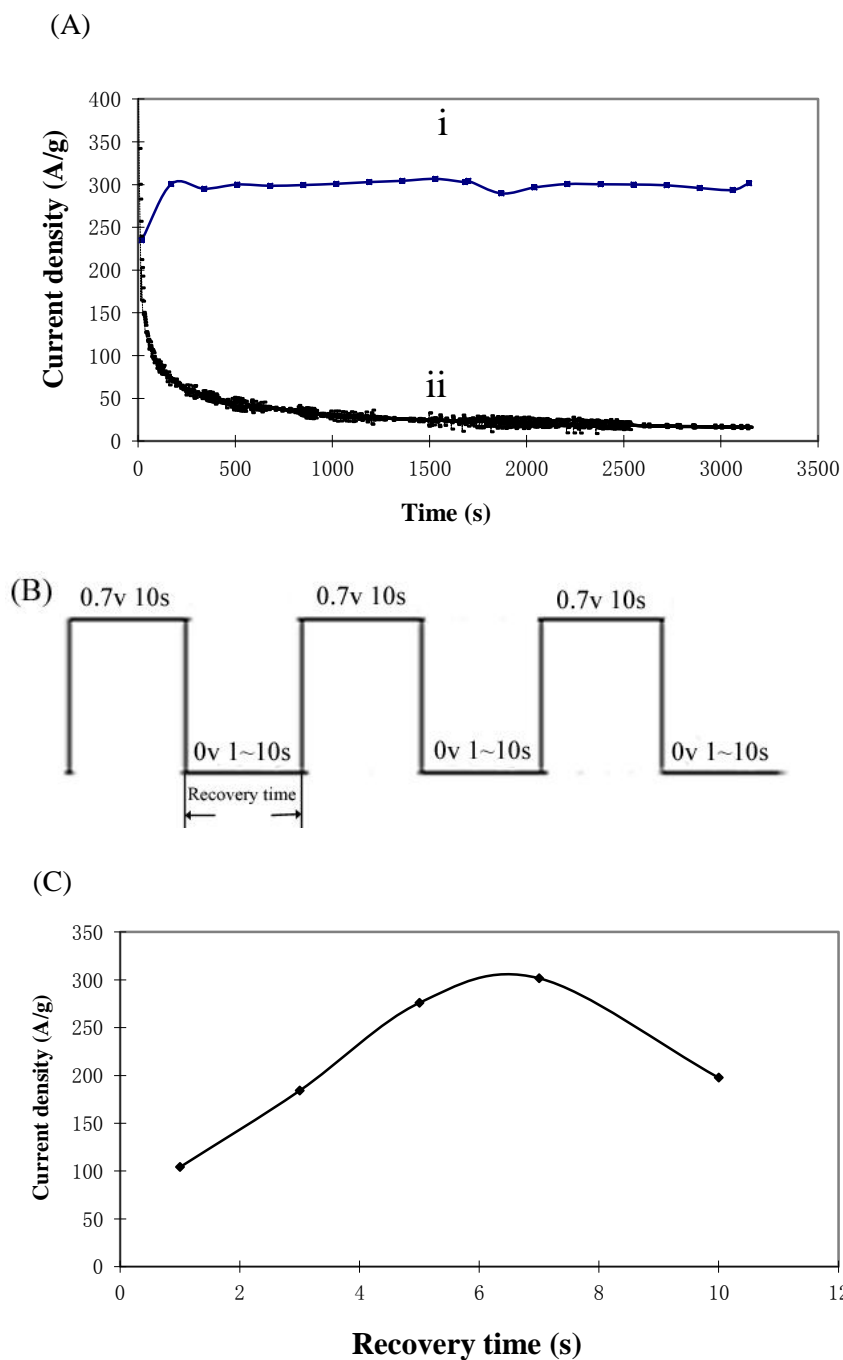 (A)
400
350
300
250
200
150
100
50
0
Current density (A/g)
i
ii
0 500 1000 1500 2000 2500 3000 3500
Time (s)
(B)
0.7v 10s 0.7v 10s 0.7v 10s
0v 1~10s 0v 1~10s 0v 1~10s
Recovery time
(C)
350
300
250
200
150
100
50
0
Current density (A/g)
0 2 4 6 8 10 12
Recovery time (s)